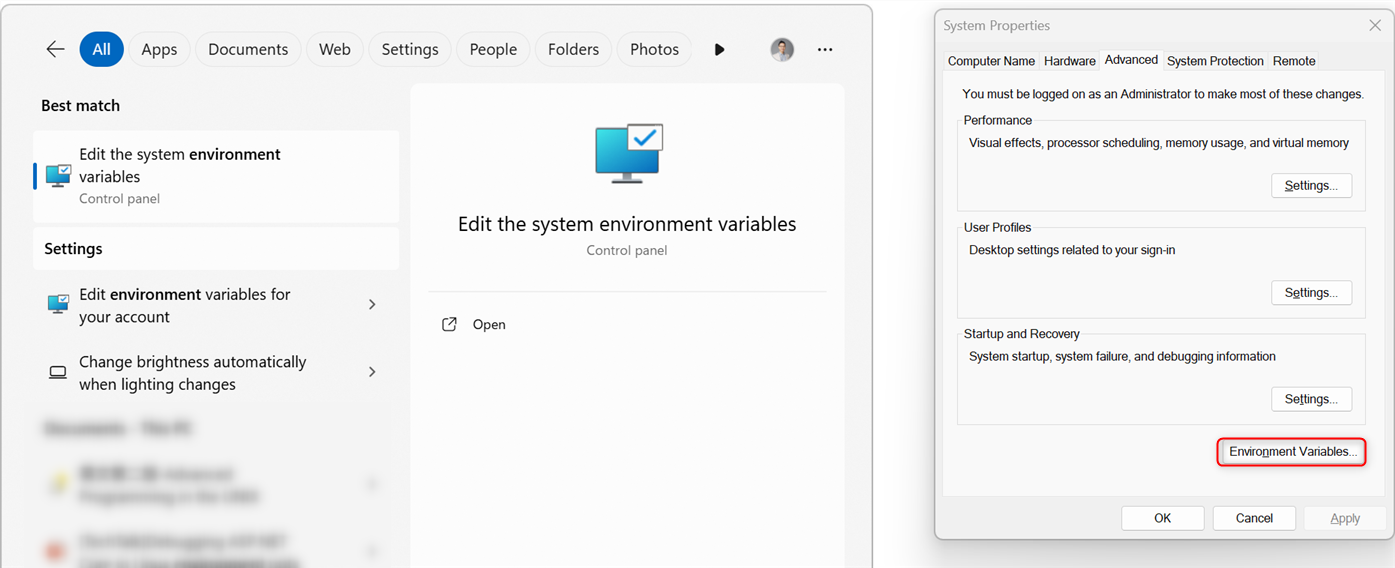 All
Apps
Documents
Web
Settings
People
Folders
Photos
Best match
Edit the system environment
variables
Control panel
Settings
Edit environment variables for
your account
Change brightness automatically
when lighting changes
Edit the system environment variables
Control panel
Open
System Properties
Computer Name
Hardware
Advanced
System Protection
Remote
You must be logged on as an Administrator to make most of these changes.
Performance
Visual effects, processor scheduling, memory usage, and virtual memory
Settings...
User Profiles
Desktop settings related to your sign-in
Settings...
Startup and Recovery
System startup, system failure, and debugging information
Settings...
Environment Variables...
OK
Cancel
Apply